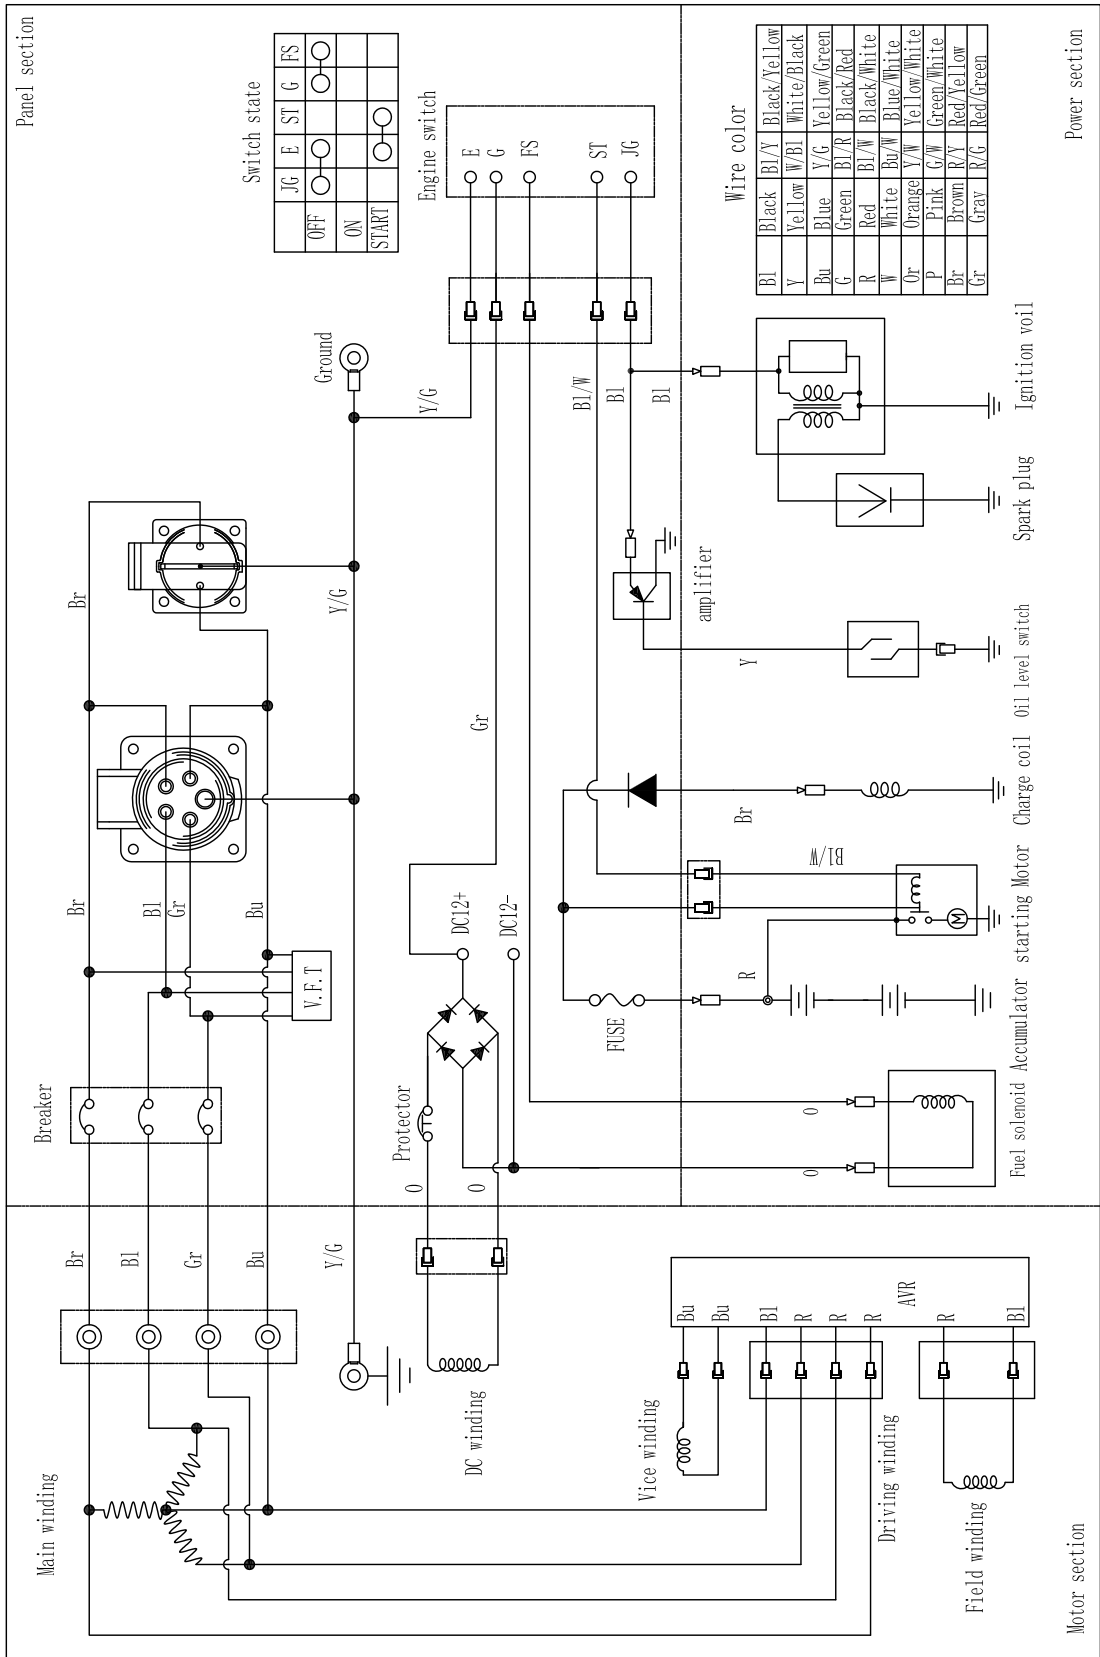 Panel section
Switch state
JG E ST G FS
OFF
ON
START
Engine switch
E
G
FS
ST
JG
Ground
Y/G
Bl/W
Bl
Bl
Br
Y/G
Gr
Br
Bl
Gr
Bu
V.F.T
DC12+
DC12-
Breaker
Protector
O
O
FUSE
Br
Bl
Gr
Bu
Y/G
Power section
Wire color
Bl Black Bl/Y Black/Yellow
Y Yellow W/Bl White/Black
Bu Blue Y/G Yellow/Green
G Green Bl/R Black/Red
R Red Bl/W Black/White
W White Bu/W Blue/White
Or Orange Y/W Yellow/White
P Pink G/W Green/White
Br Brown R/Y Red/Yellow
Gr Gray R/G Red/Green
Ignition voil
Spark plug
amplifier
Y
Oil level switch
Charge coil
Br
Bl/W
starting Motor
M
R
Accumulator
O
O
Fuel solenoid
Motor section
Main winding
DC winding
Vice winding
Driving winding
Field winding
AVR
Bu
Bu
Bl
R
R
R
R
Bl